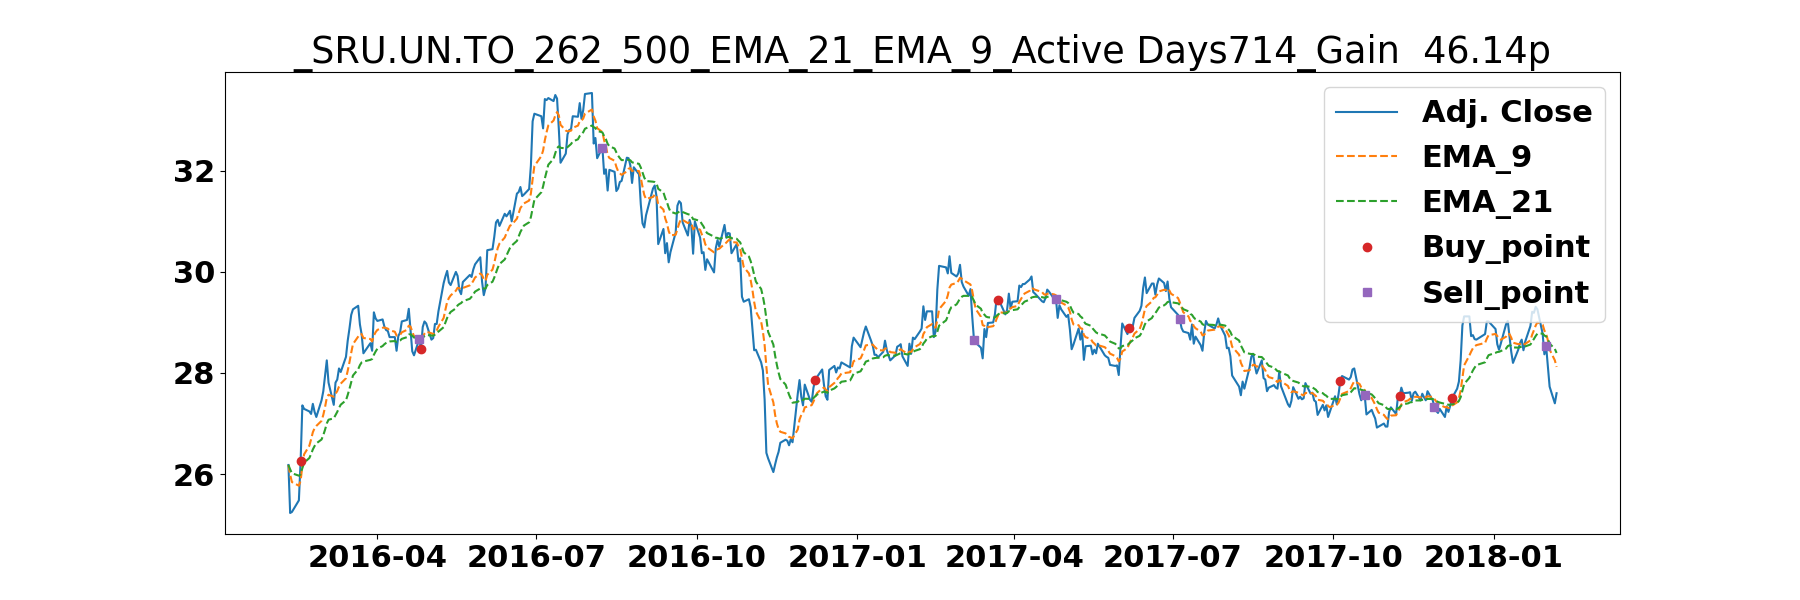 _SRU.UN.TO_262_500_EMA_21_EMA_9_Active Days714_Gain  46.14p
Adj. Close
EMA_9
EMA_21
Buy_point
Sell_point
32
30
28
26
2016-04
2016-07
2016-10
2017-01
2017-04
2017-07
2017-10
2018-01